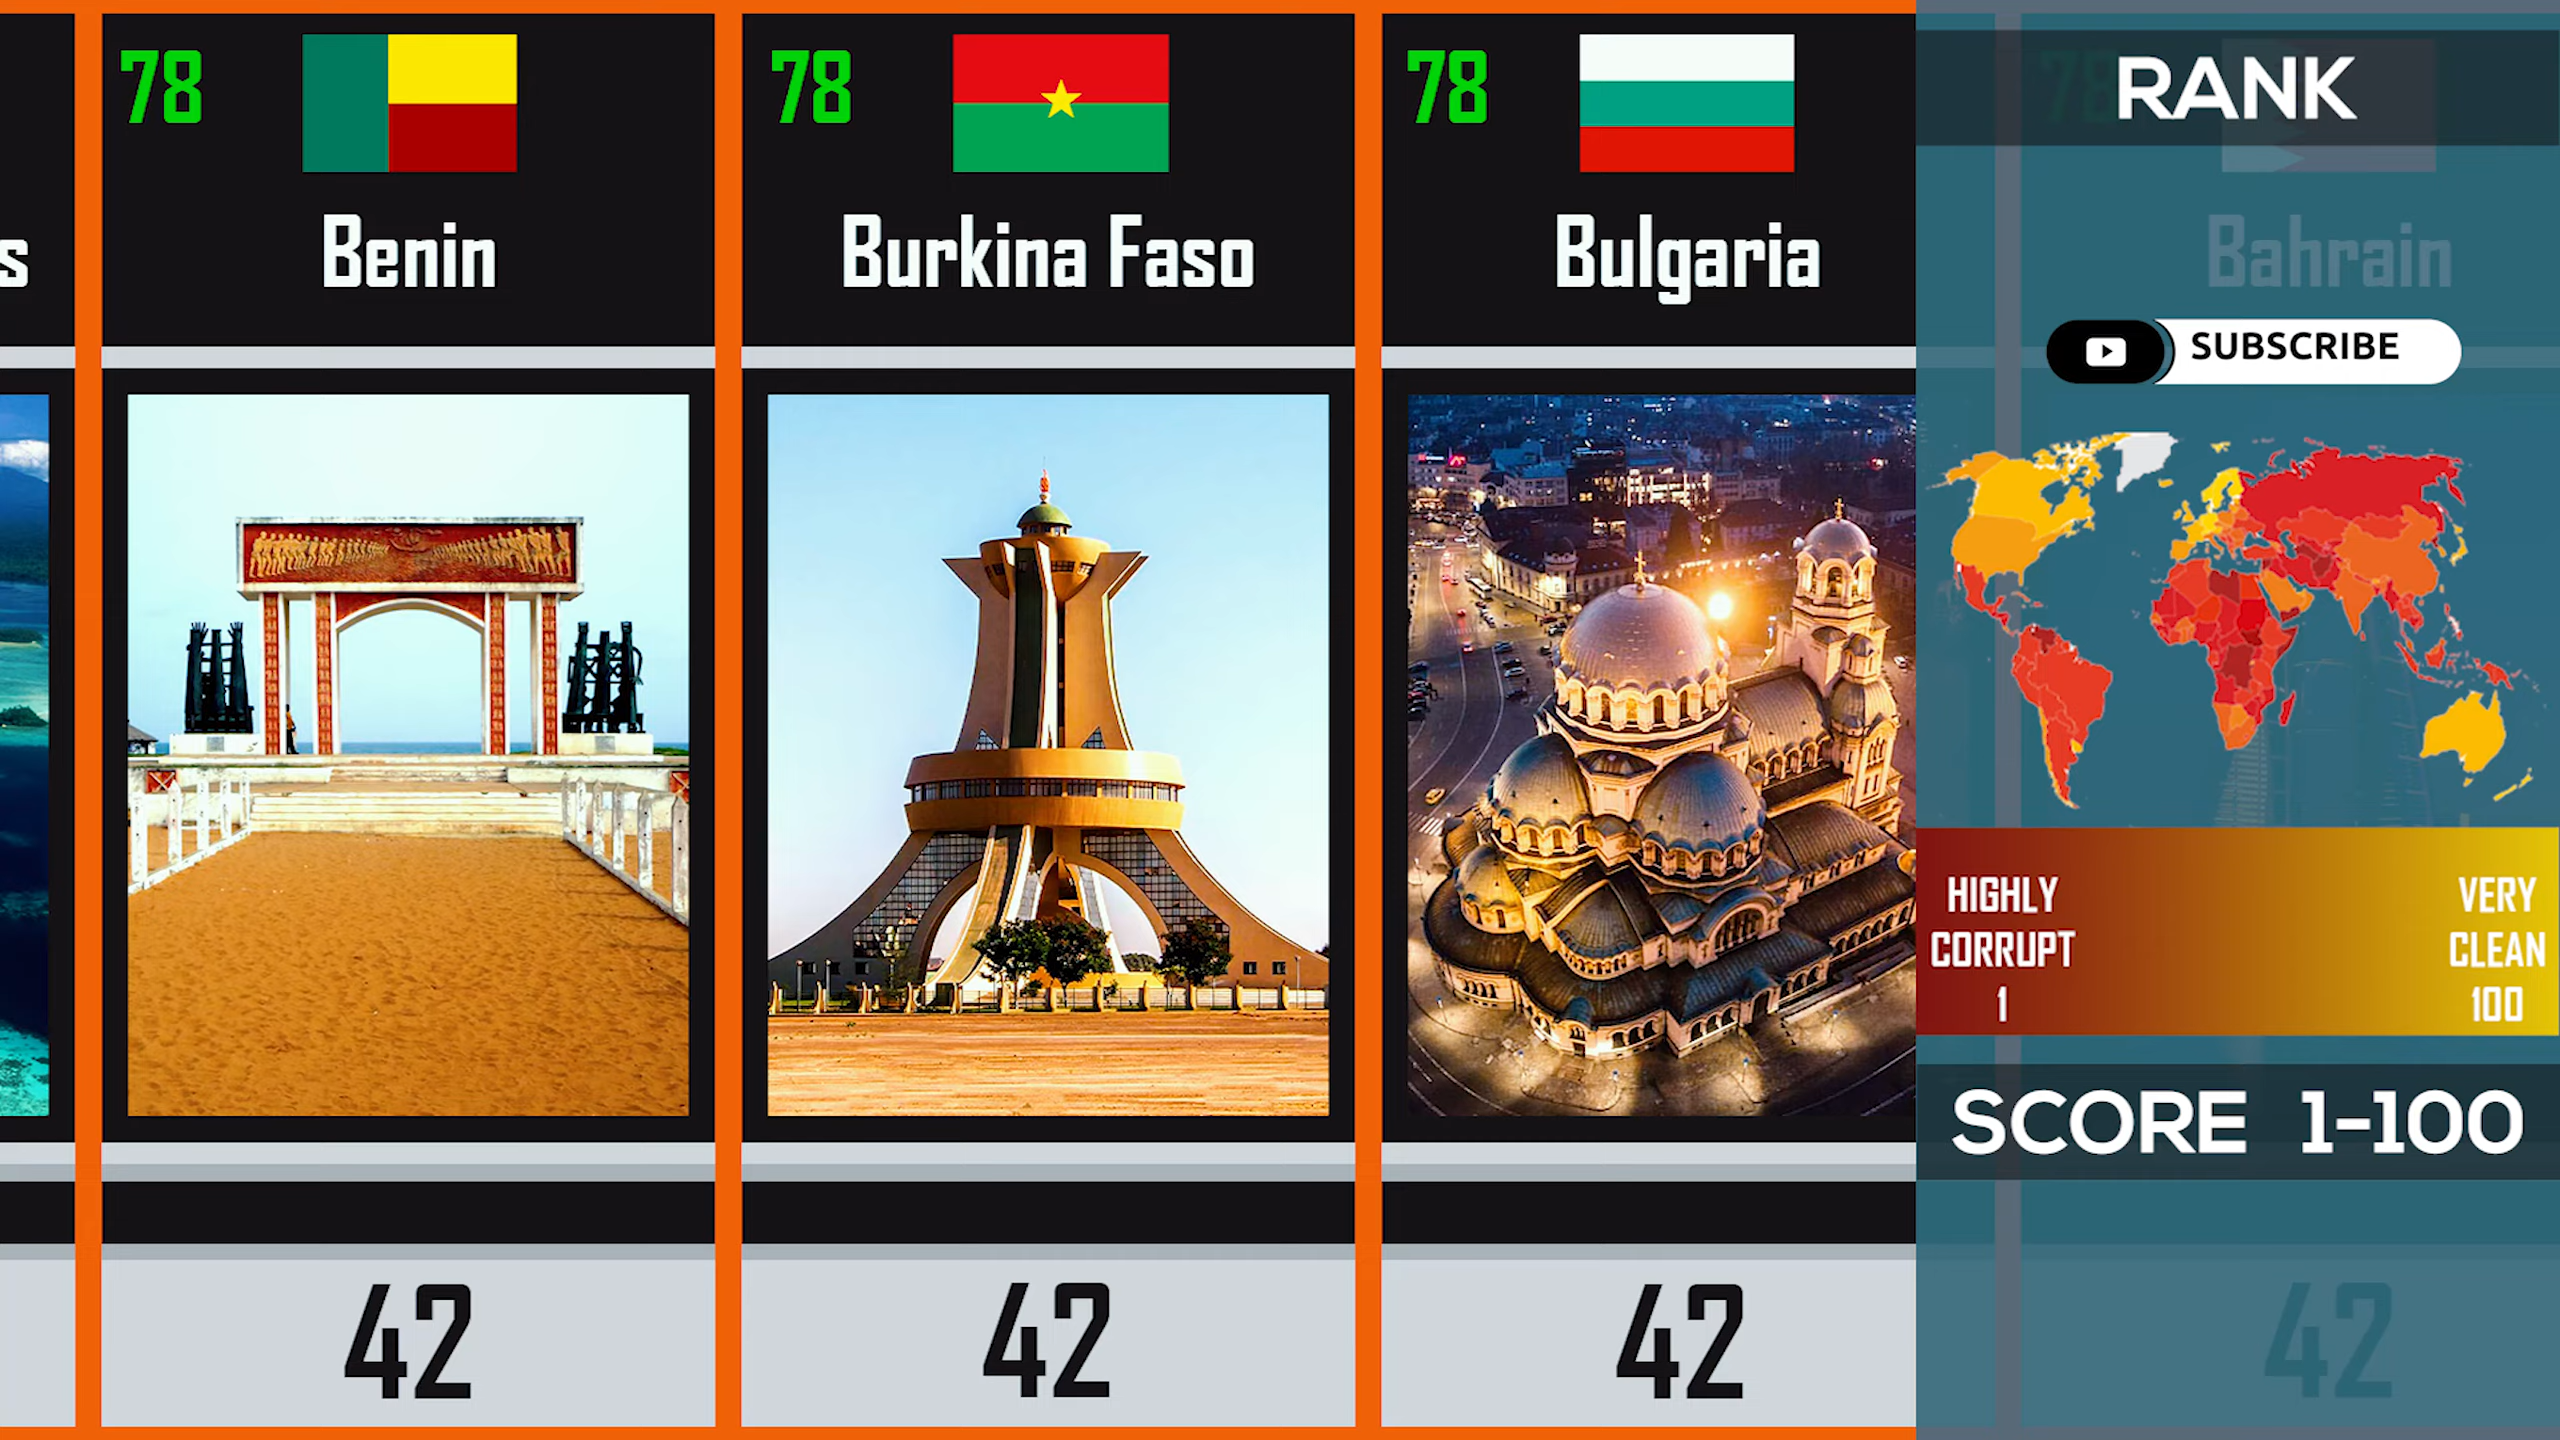 78
Benin
42
78
Burkina Faso
42
78
Bulgaria
42
s
RANK
78
Bahrain
SUBSCRIBE
HIGHLY
CORRUPT
1
VERY
CLEAN
100
SCORE 1-100
42